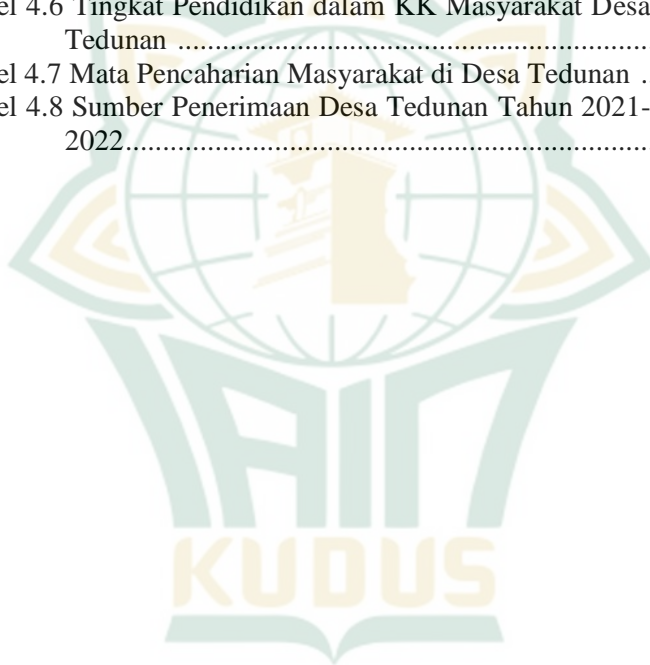 el 4.6 Tingkat Pendidikan dalam KK Masyarakat Desa
Tedunan ....................................................................
el 4.7 Mata Pencaharian Masyarakat di Desa Tedunan .
el 4.8 Sumber Penerimaan Desa Tedunan Tahun 2021-
2022............................................................................
IAIN
KUDUS